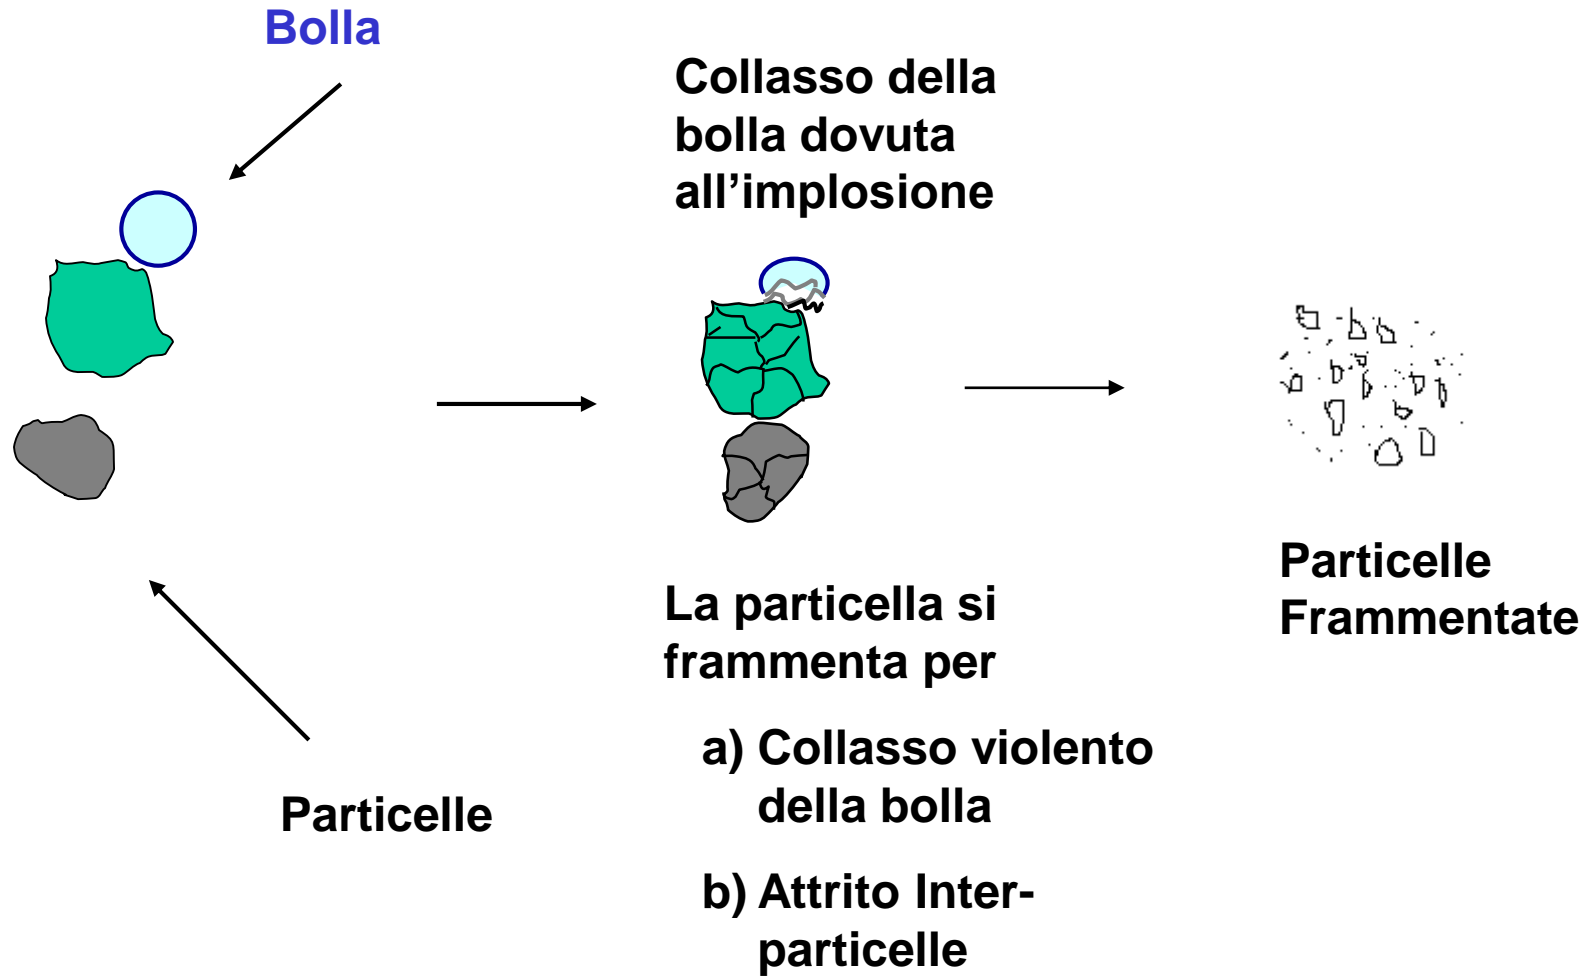 Bolla
Collasso della
bolla dovuta
all’implosione
La particella si
frammenta per
a) Collasso violento
della bolla
b) Attrito Inter-
particelle
Particelle
Particelle
Frammentate